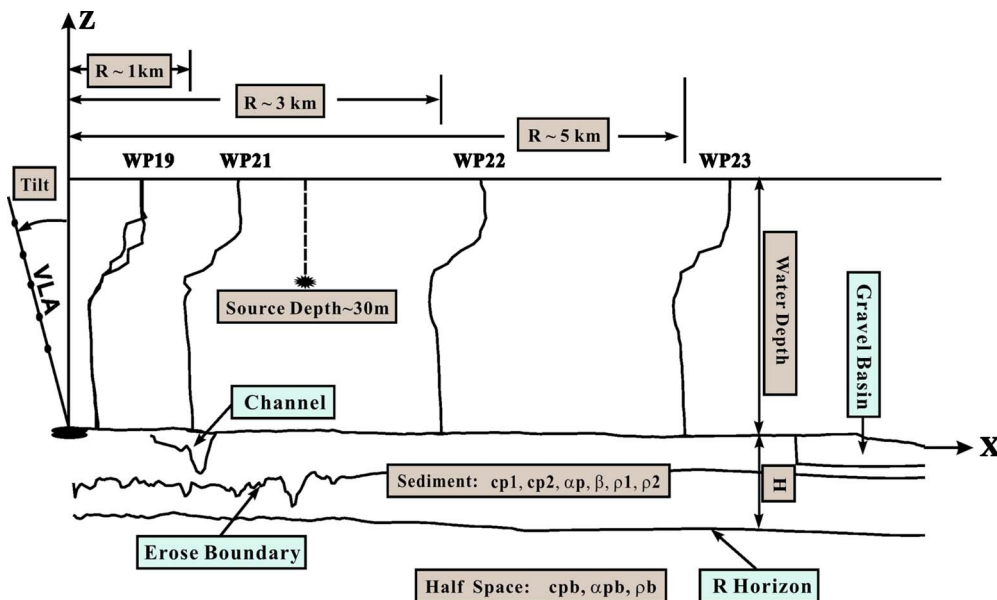 Z
R ~ 1km
R ~ 3 km
R ~ 5 km
WP19 WP21 WP22 WP23
Tilt
VLA
Source Depth~30m
Water Depth
Gravel Basin
Channel
X
Sediment: cp1, cp2, αp, β, ρ1, ρ2
H
Erose Boundary
R Horizon
Half Space: cpb, αpb, ρb